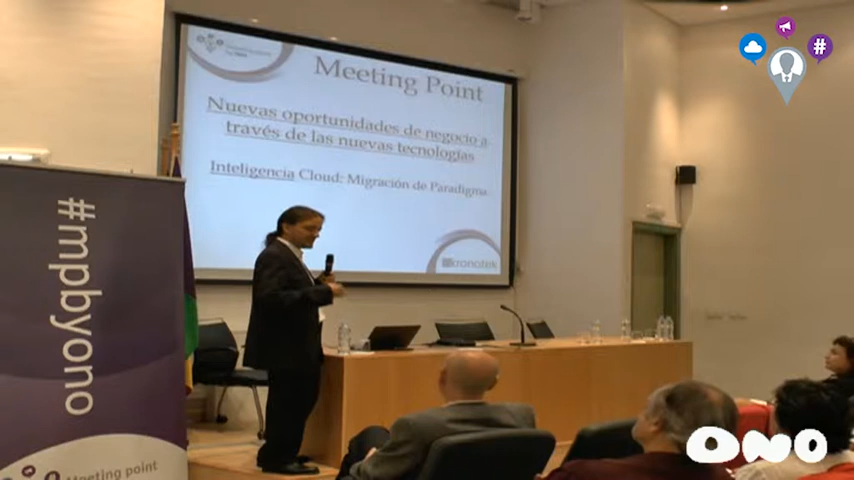 Meeting Point
Nuevas oportunidades de negocio a
través de las nuevas tecnologías
Inteligencia Cloud: Migración de Paradigma
kronotek
#mpbyono
Meeting point
#
ONO